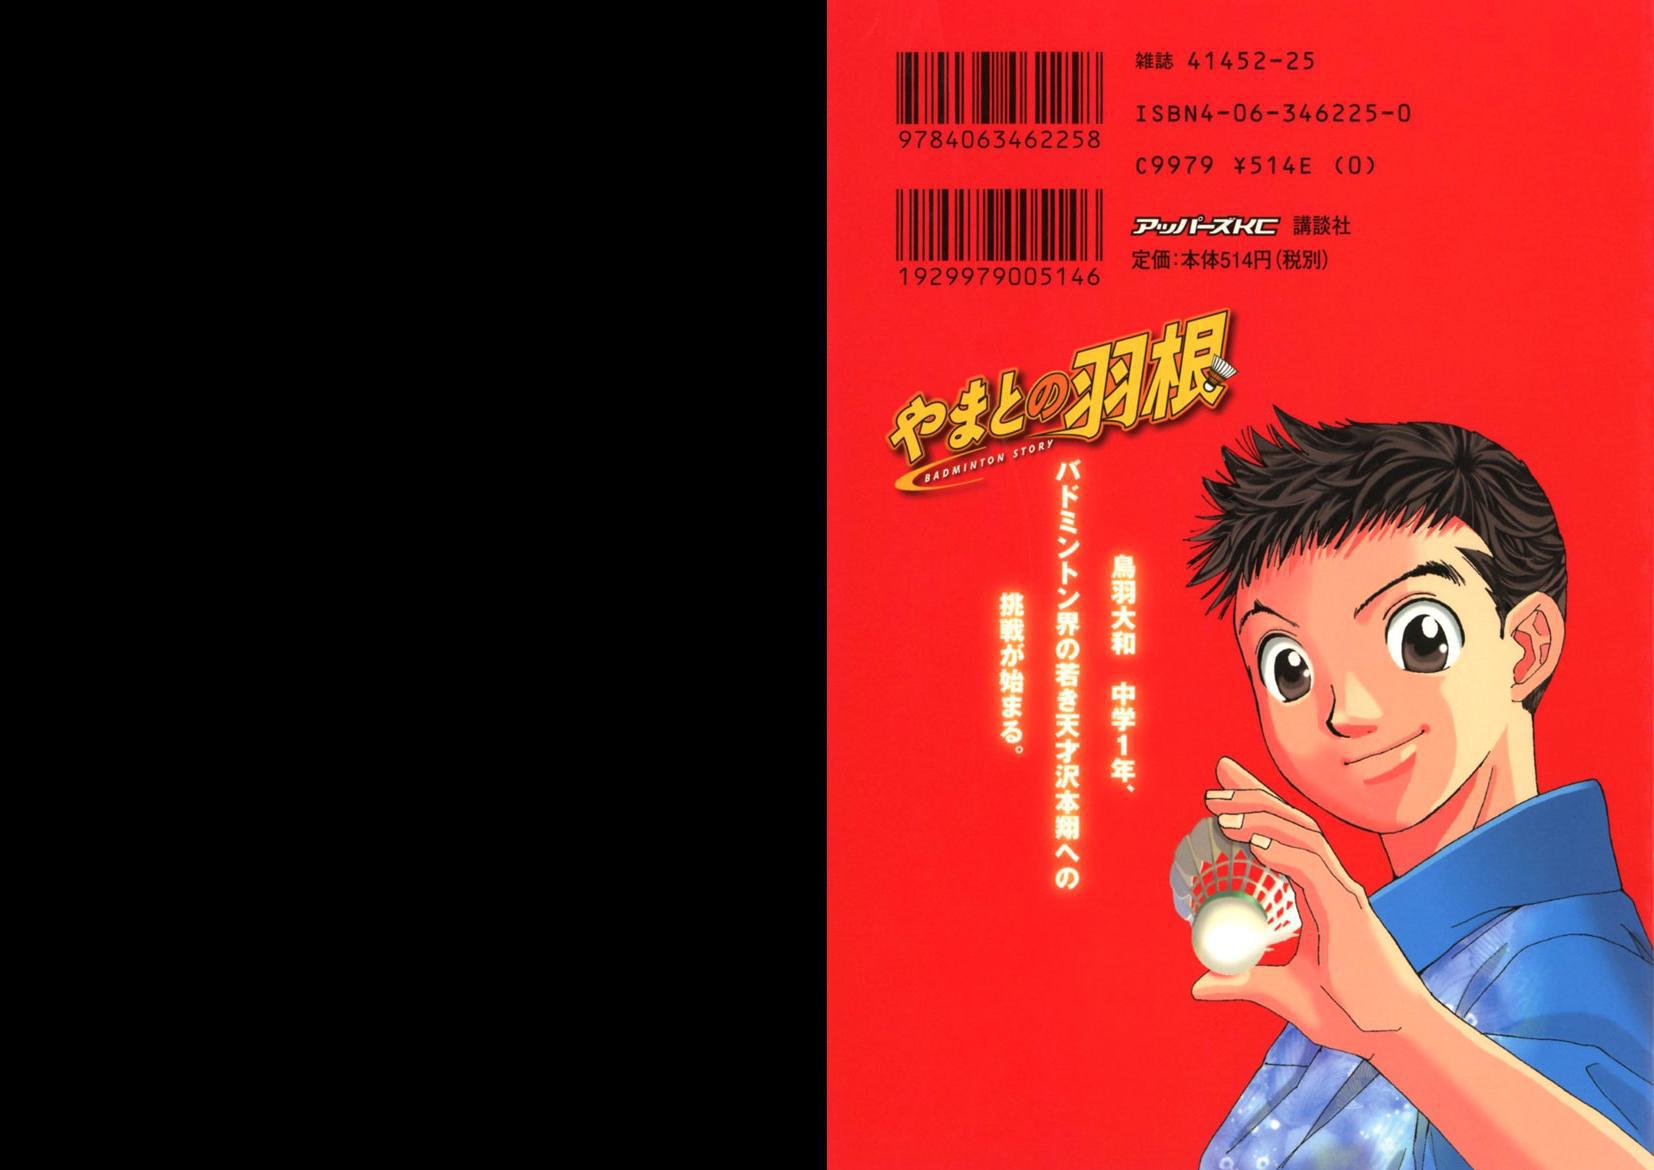 雑誌 41452-25
ISBN4-06-346225-0
C9979 ¥514E (0)
9784063462258
1929979005146
アッパーズKC 講談社
定価:本体514円(税別)
やまとの羽根
BADMINTON STORY
鳥羽大和 中学1年、
バドミントン界の若き天才沢本翔への
挑戦が始まる。